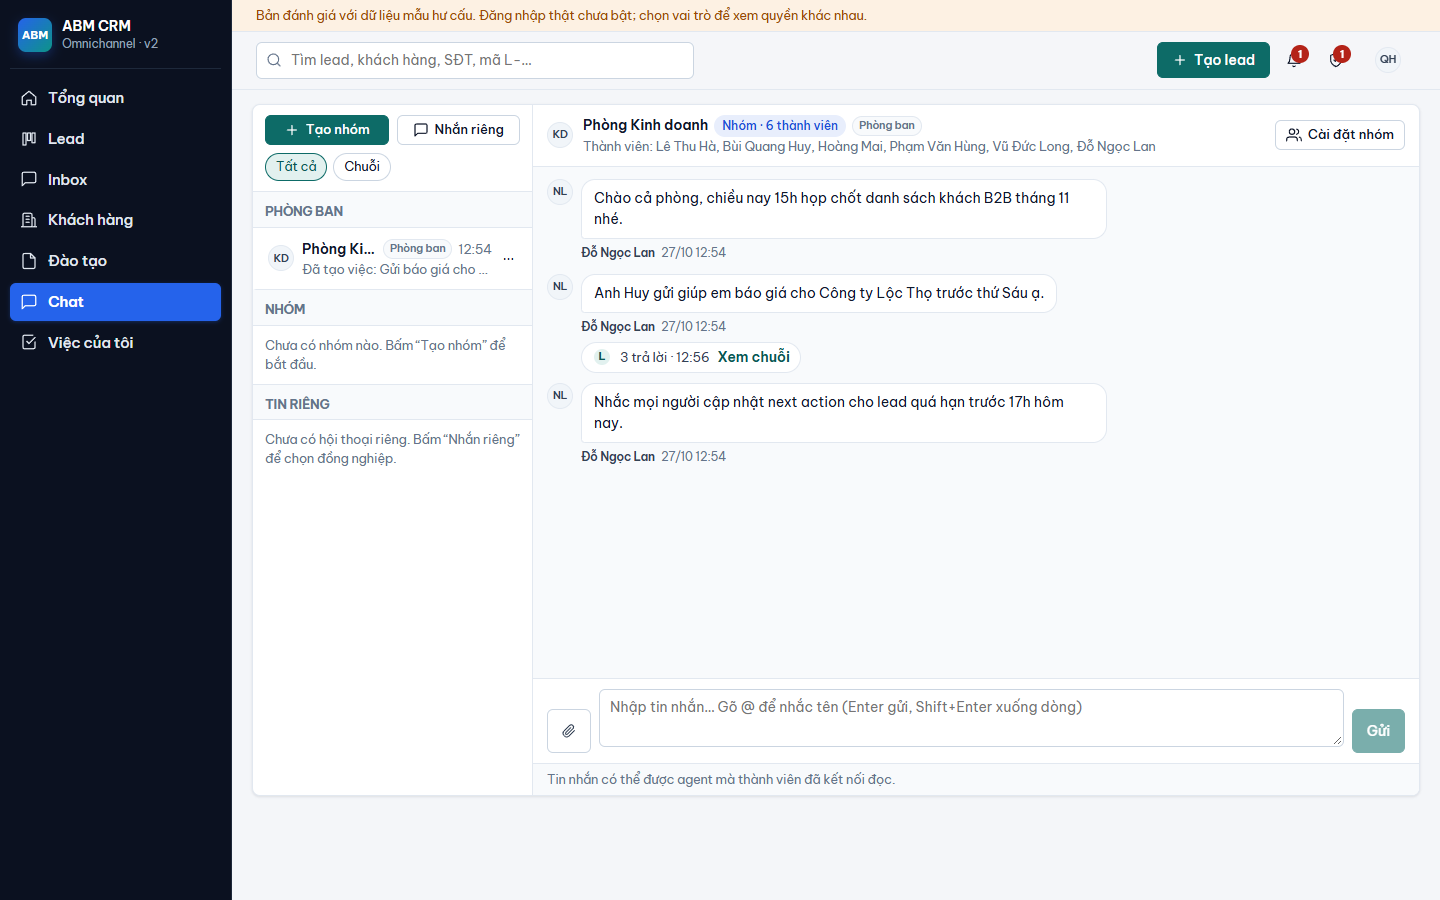 ABM
ABM CRM
Omnichannel · v2
Tổng quan
Lead
Inbox
Khách hàng
Đào tạo
Chat
Việc của tôi
Bản đánh giá với dữ liệu mẫu hư cấu. Đăng nhập thật chưa bật; chọn vai trò để xem quyền khác nhau.
Tìm lead, khách hàng, SĐT, mã L-...
Tạo lead
1
1
QH
Tạo nhóm
Nhắn riêng
Tất cả
Chuỗi
PHÒNG BAN
KD
Phòng Ki...
Phòng ban
12:54
Đã tạo việc: Gửi báo giá cho ...
...
NHÓM
Chưa có nhóm nào. Bấm “Tạo nhóm” để
bắt đầu.
TIN RIÊNG
Chưa có hội thoại riêng. Bấm “Nhắn riêng”
để chọn đồng nghiệp.
KD
Phòng Kinh doanh
Nhóm · 6 thành viên
Phòng ban
Thành viên: Lê Thu Hà, Bùi Quang Huy, Hoàng Mai, Phạm Văn Hùng, Vũ Đức Long, Đỗ Ngọc Lan
Cài đặt nhóm
NL
Chào cả phòng, chiều nay 15h họp chốt danh sách khách B2B tháng 11
nhé.
Đỗ Ngọc Lan 27/10 12:54
NL
Anh Huy gửi giúp em báo giá cho Công ty Lộc Thọ trước thứ Sáu ạ.
Đỗ Ngọc Lan 27/10 12:54
L
3 trả lời · 12:56 Xem chuỗi
NL
Nhắc mọi người cập nhật next action cho lead quá hạn trước 17h hôm
nay.
Đỗ Ngọc Lan 27/10 12:54
Nhập tin nhắn... Gõ @ để nhắc tên (Enter gửi, Shift+Enter xuống dòng)
Gửi
Tin nhắn có thể được agent mà thành viên đã kết nối đọc.